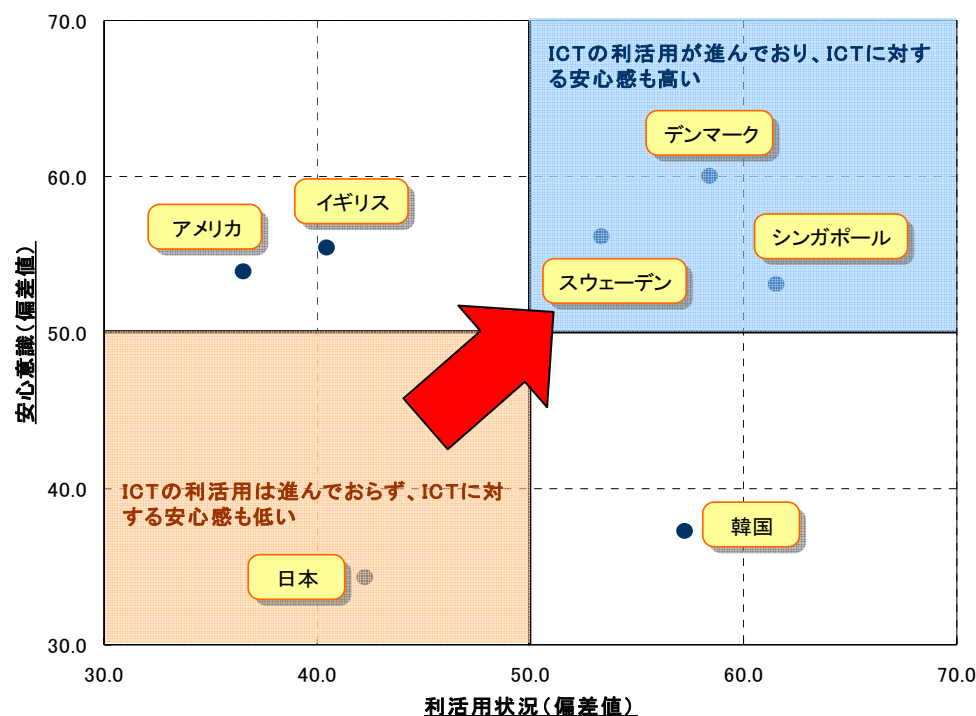 70.0
ICTの利活用が進んでおり、ICTに対す
る安心感も高い
デンマーク
60.0
イギリス
アメリカ
シンガポール
スウェーデン
安心意識（偏差値）
50.0
40.0
ICTの利活用は進んでおらず、ICTに対
する安心感も低い
韓国
日本
30.0
30.0 40.0 50.0 60.0 70.0
利活用状況（偏差値）